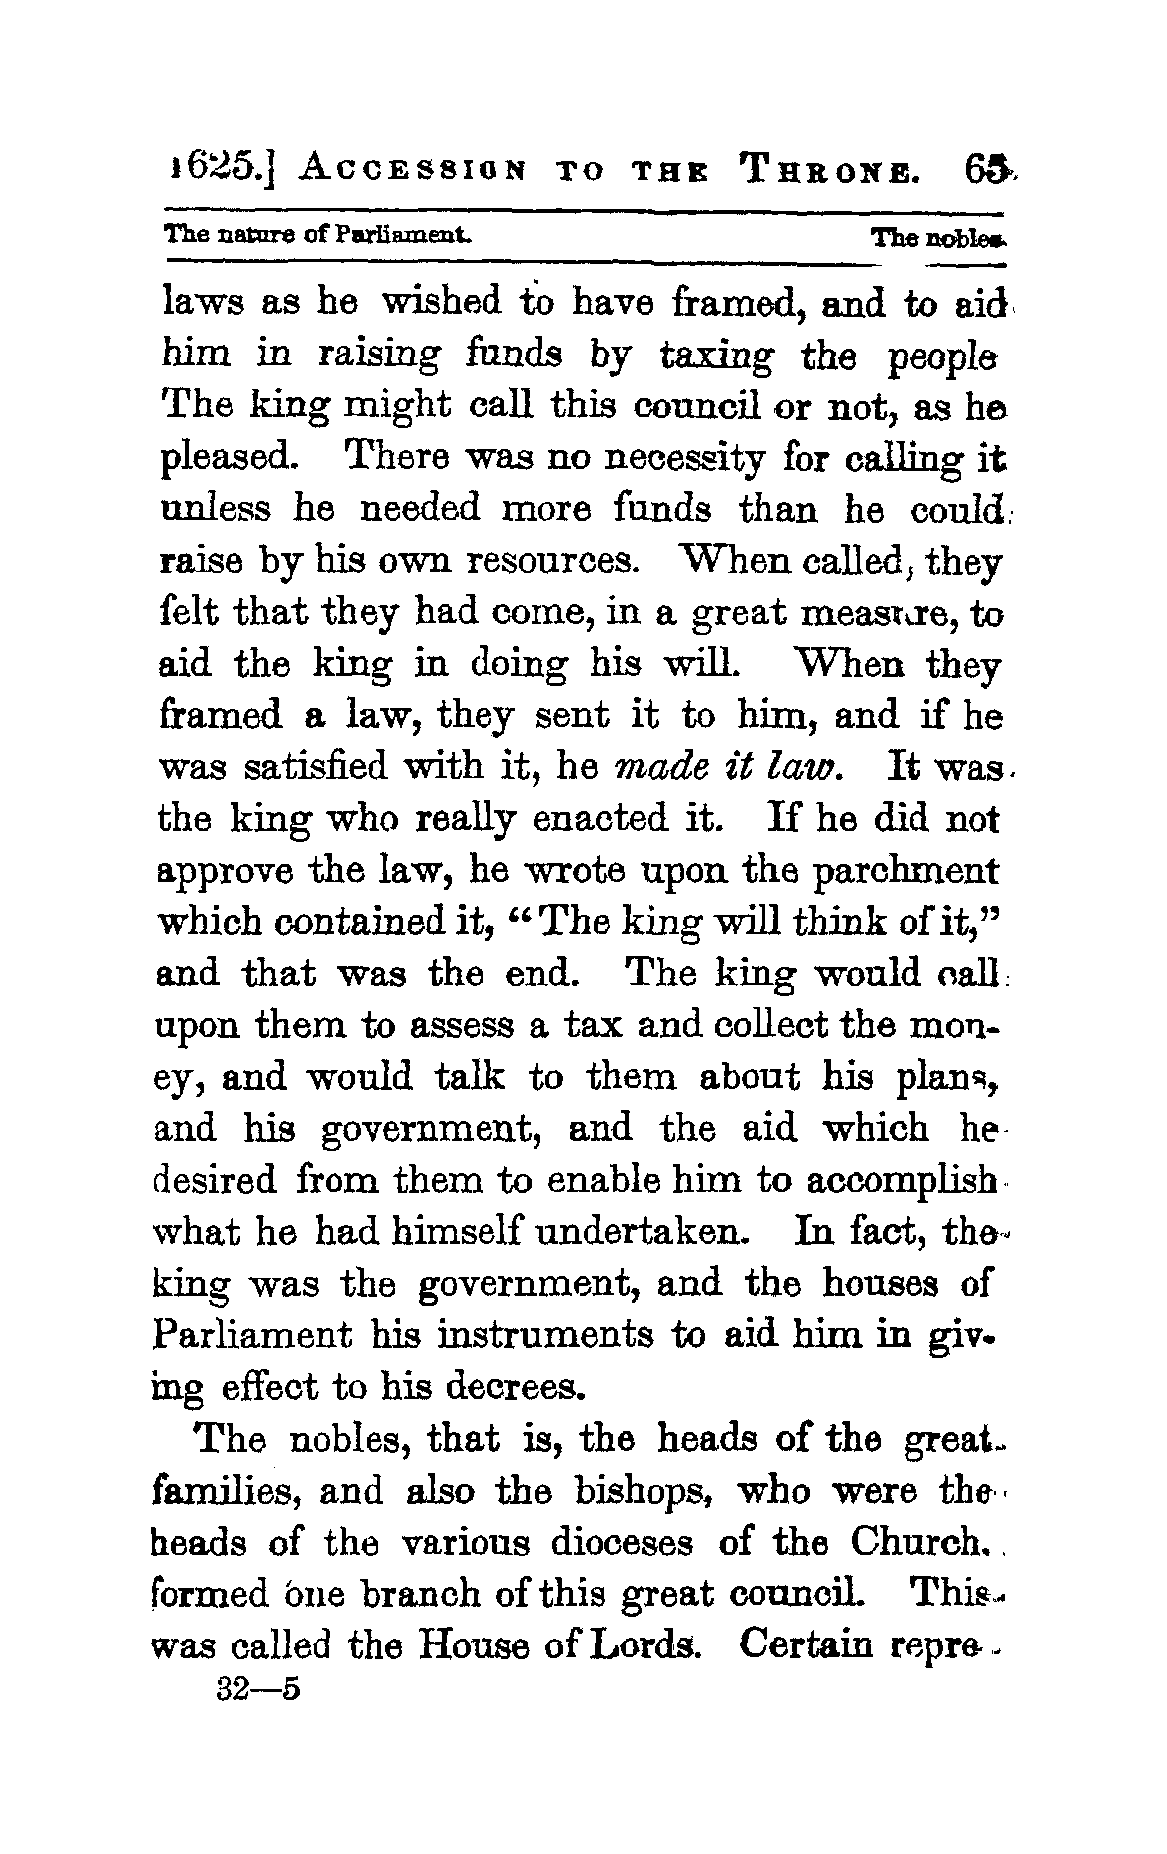 1625.] Accession to the Throne. 65
The nature of Parliament. The nobles.
laws as he wished to have framed, and to aid
him in raising funds by taxing the people
The king might call this council or not, as he
pleased. There was no necessity for calling it
unless he needed more funds than he could
raise by his own resources. When called, they
felt that they had come, in a great measure, to
aid the king in doing his will. When they
framed a law, they sent it to him, and if he
was satisfied with it, he made it law. It was
the king who really enacted it. If he did not
approve the law, he wrote upon the parchment
which contained it, “The king will think of it,”
and that was the end. The king would call
upon them to assess a tax and collect the mon-
ey, and would talk to them about his plans,
and his government, and the aid which he
desired from them to enable him to accomplish
what he had himself undertaken. In fact, the
king was the government, and the houses of
Parliament his instruments to aid him in giv-
ing effect to his decrees.
The nobles, that is, the heads of the great
families, and also the bishops, who were the
heads of the various dioceses of the Church,
formed one branch of this great council. This
was called the House of Lords. Certain repre-
32—5